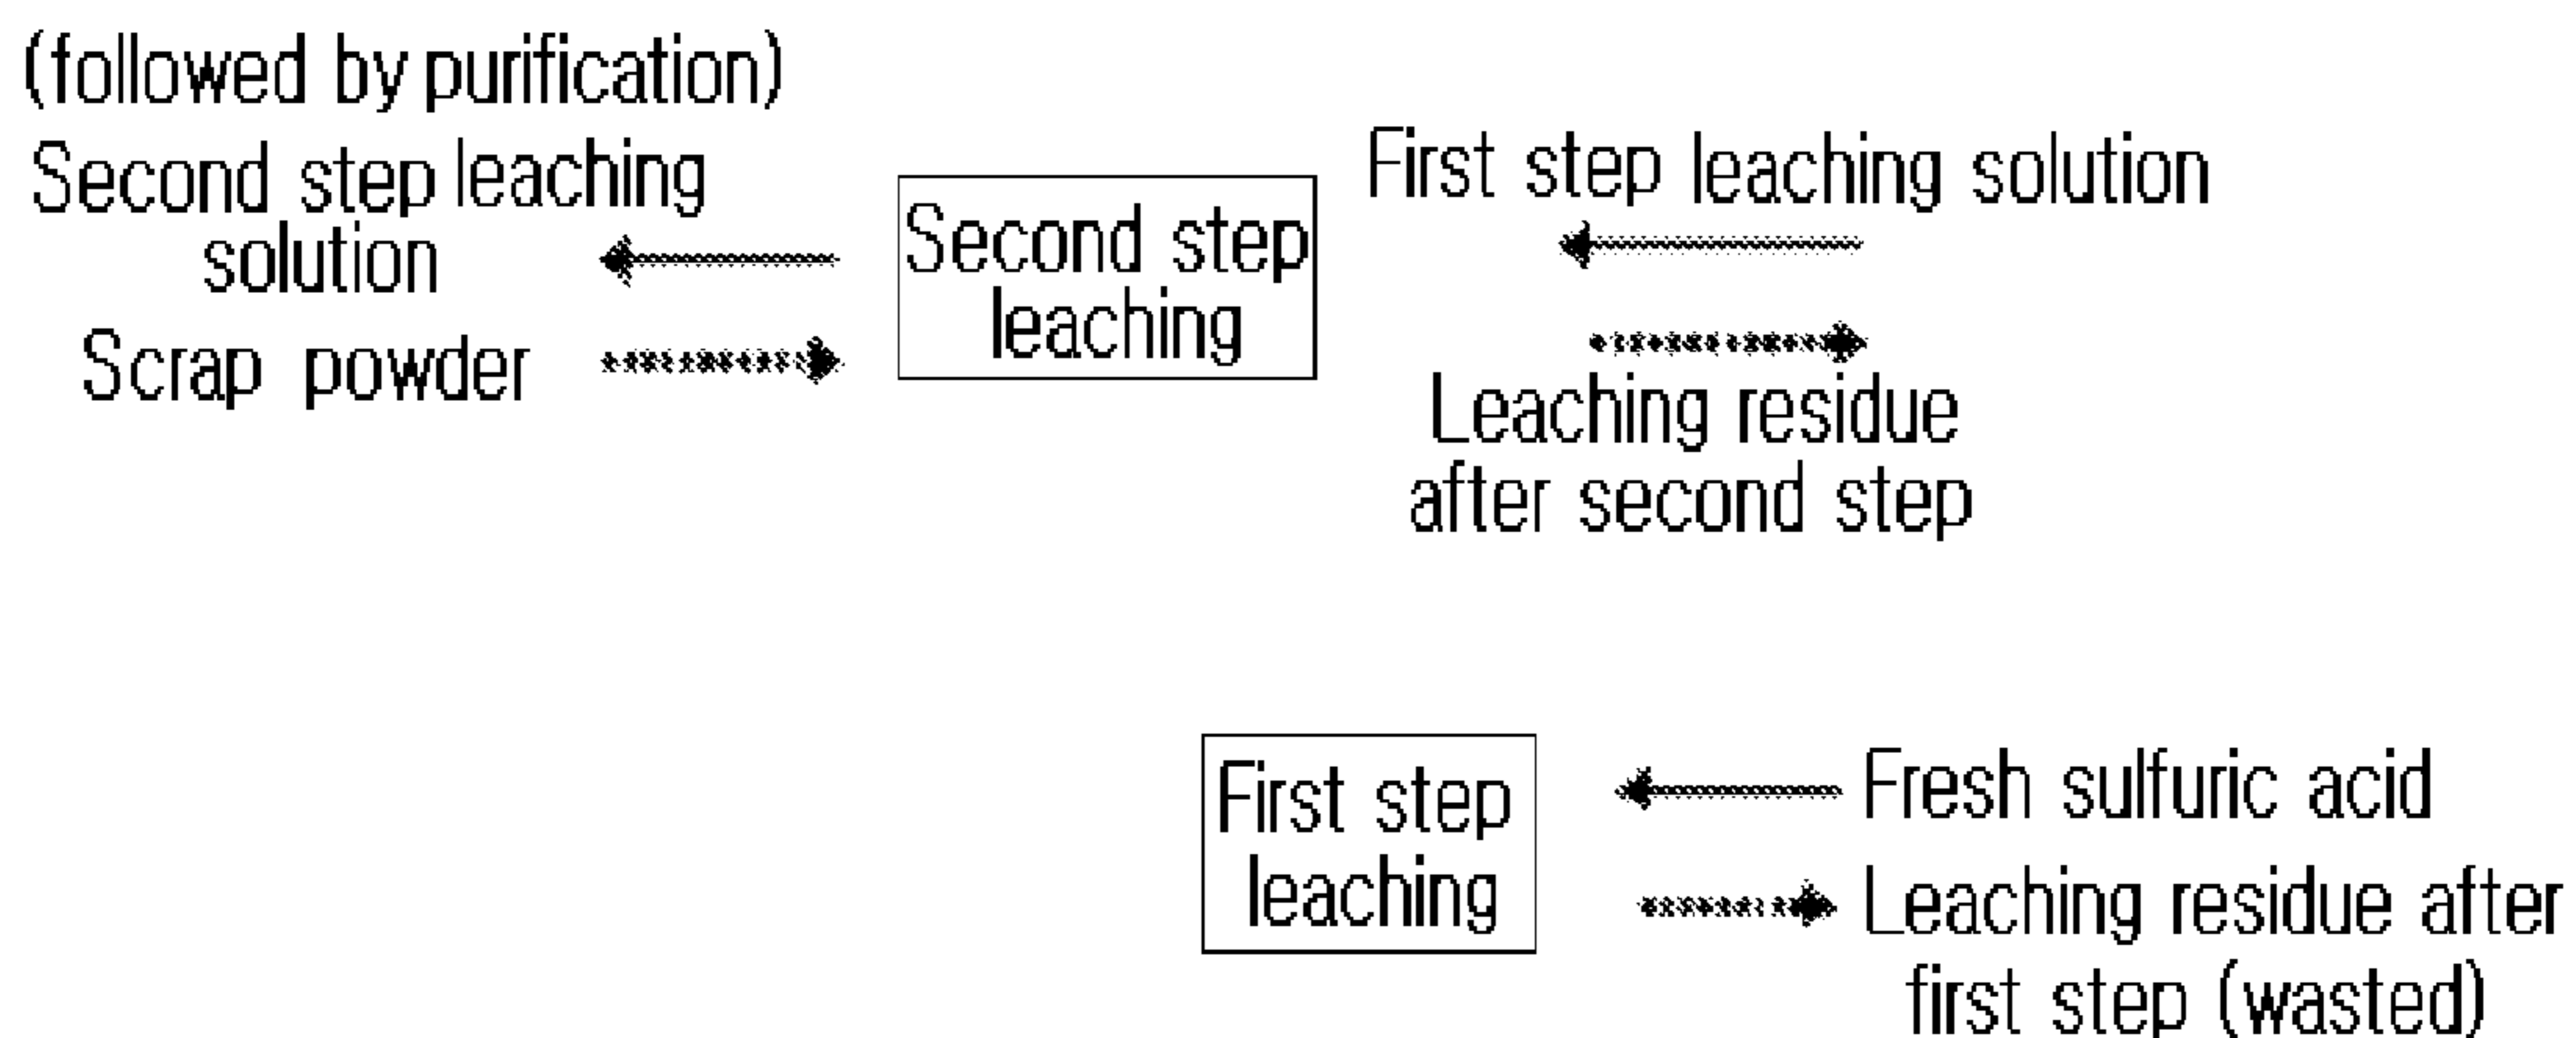 (followed by purification)
Second step leaching
solution
Scrap powder
Second step
leaching
First step leaching solution
Leaching residue
after second step
First step
leaching
Fresh sulfuric acid
Leaching residue after
first step (wasted)